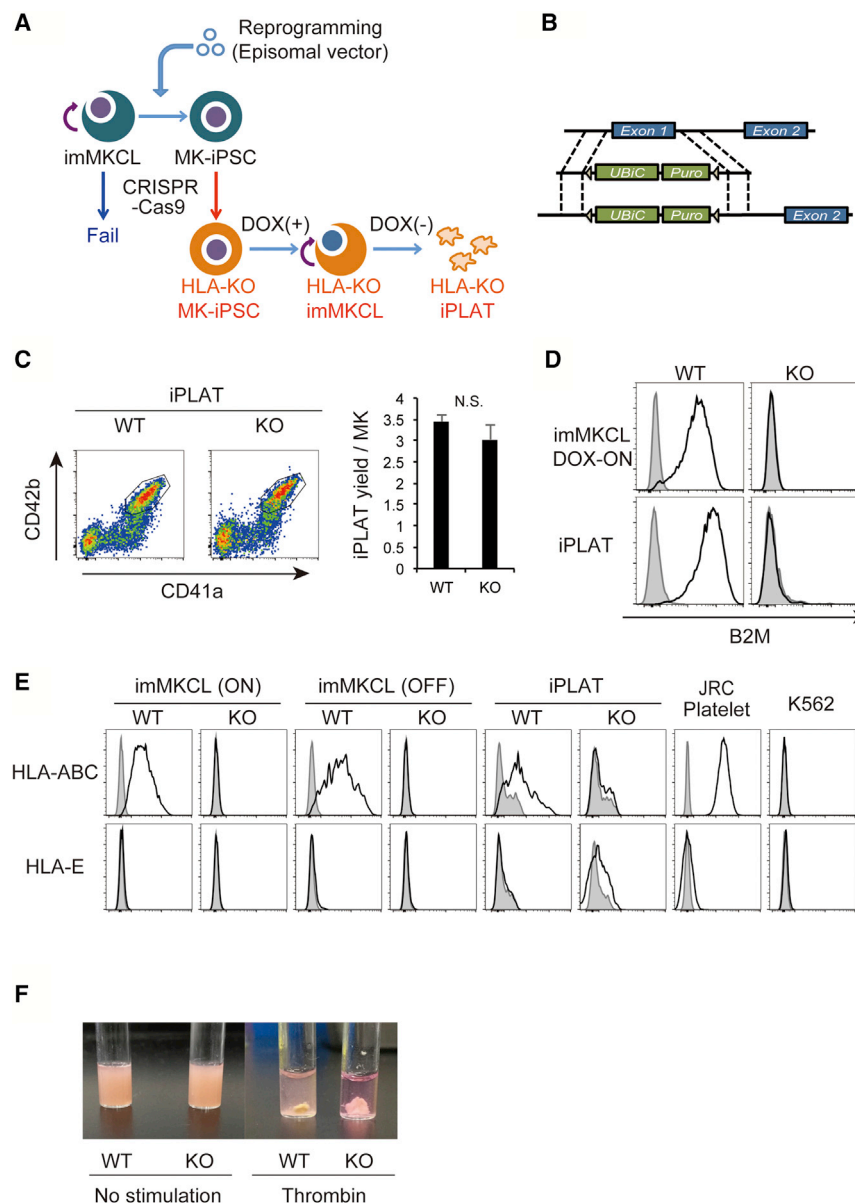 A
Reprogramming
(Episomal vector)
imMKCL
MK-iPSC
CRISPR
-Cas9
Fail
DOX(+)
DOX(-)
HLA-KO
MK-iPSC
HLA-KO
imMKCL
HLA-KO
iPLAT
B
Exon 1
Exon 2
UBiC
Puro
UBiC
Puro
Exon 2
C
iPLAT
WT
KO
CD42b
CD41a
iPLAT yield / MK
4
3.5
3
2.5
2
1.5
1
0.5
0
N.S.
WT
KO
D
WT
KO
imMKCL
DOX-ON
iPLAT
B2M
E
imMKCL (ON)
imMKCL (OFF)
iPLAT
JRC
Platelet
K562
WT
KO
WT
KO
WT
KO
HLA-ABC
HLA-E
F
WT
KO
WT
KO
No stimulation
Thrombin